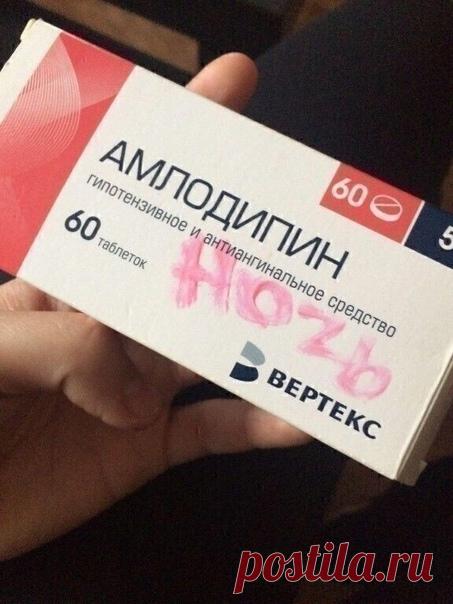 60
5
АМЛОДИПИН
гипотензивное и антиангинальное средство
60 таблеток
НОЧЬ
ВЕРТЕКС
postila.ru